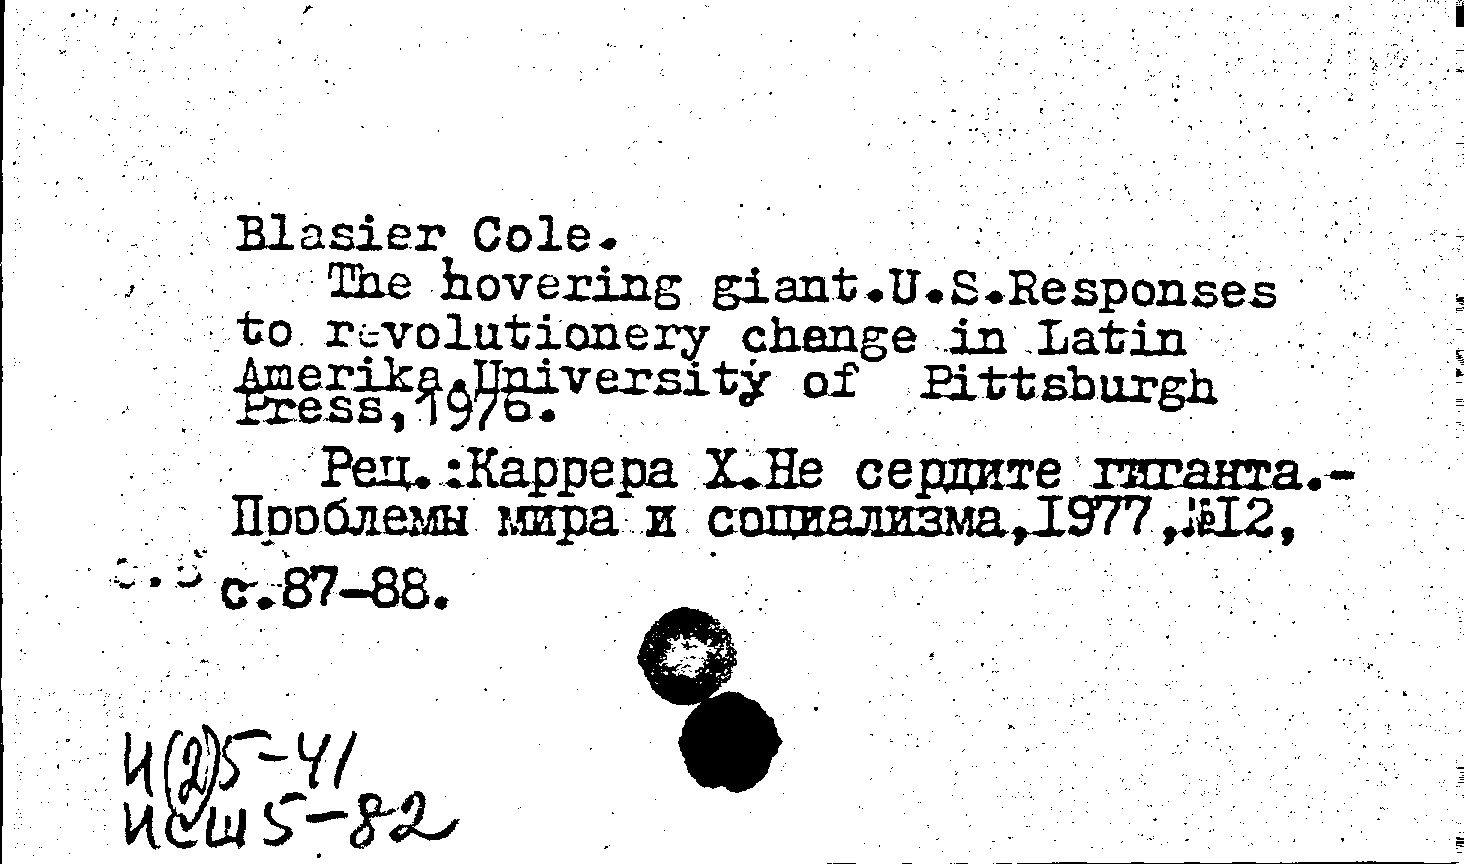 Blasier Cole.
The hovering giant.U.S.Responses
to revolutionery change in Latin
Amerika.University of Pittsburgh
Press,1976.
Рец.:Каррера Х.Не сердите гиганта.-
Проблемы мира и социализма,1977,№12,
с.87-88.
И(2)5-41
ИСШ5-82